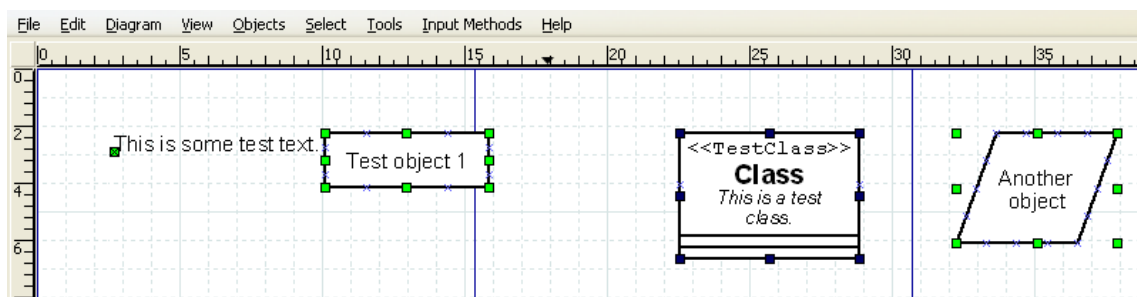 File Edit Diagram View Objects Select Tools Input Methods Help
0 5 10 15 20 25 30 35
0
2
4
6
This is some test text.
Test object 1
<<TestClass>>
Class
This is a test
class.
Another
object